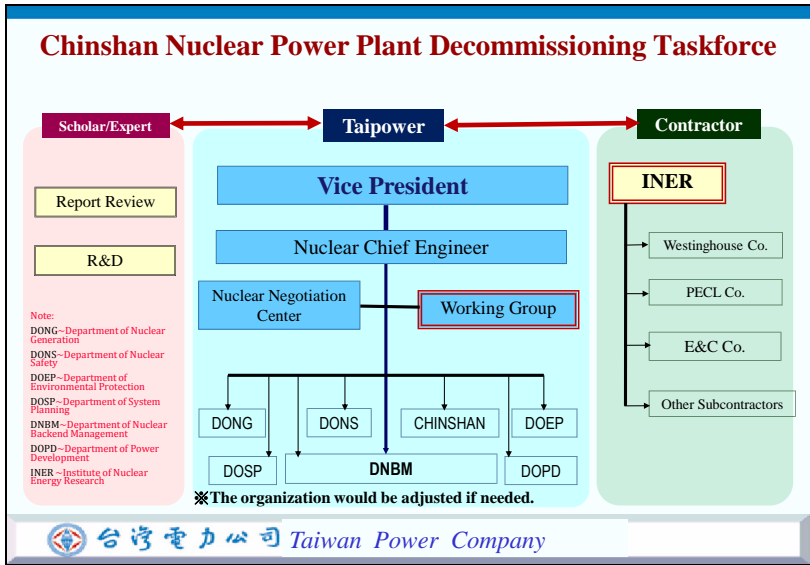 Chinshan Nuclear Power Plant Decommissioning Taskforce
Scholar/Expert
Taipower
Contractor
Report Review
R&D
Note:
DONG~Department of Nuclear
Generation
DONS~Department of Nuclear
Safety
DOEP~Department of
Environmental Protection
DOSP~Department of System
Planning
DNBM~Department of Nuclear
Backend Management
DOPD~Department of Power
Development
INER ~Institute of Nuclear
Energy Research
Vice President
Nuclear Chief Engineer
Nuclear Negotiation
Center
Working Group
DONG
DONS
CHINSHAN
DOEP
DOSP
DNBM
DOPD
※The organization would be adjusted if needed.
INER
Westinghouse Co.
PECL Co.
E&C Co.
Other Subcontractors
台灣電力公司 Taiwan Power Company